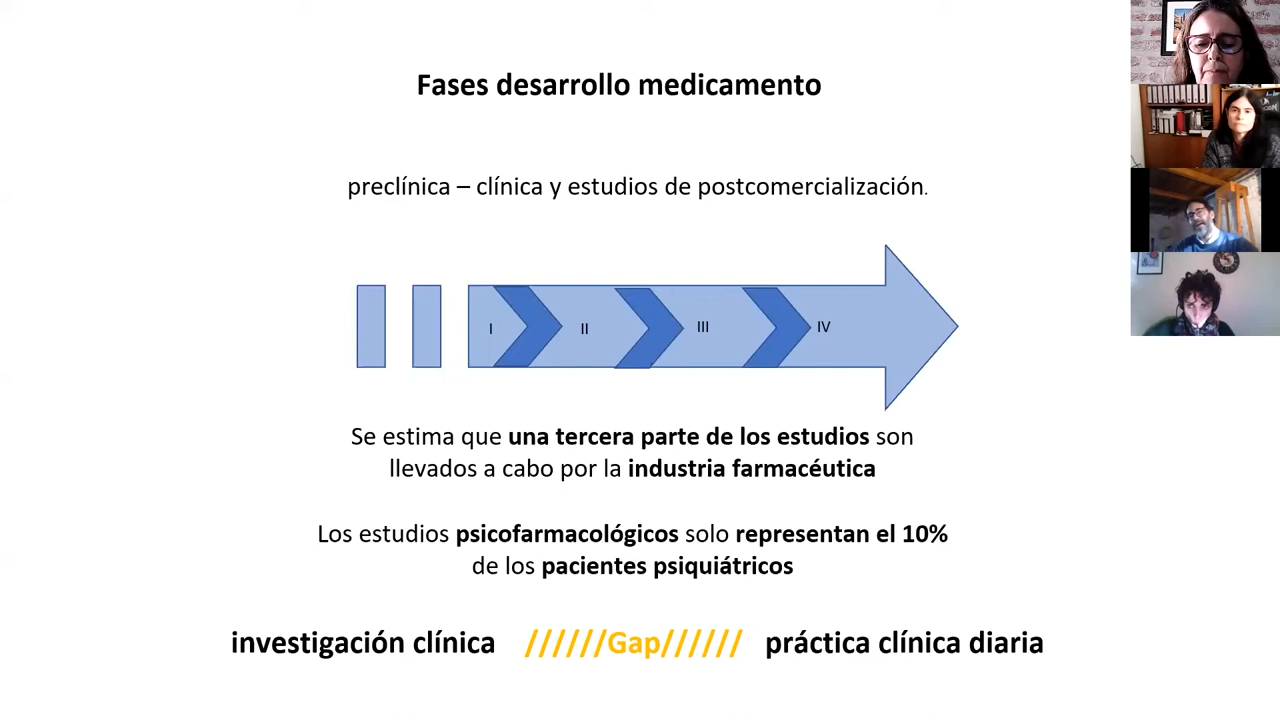 Fases desarrollo medicamento
preclínica – clínica y estudios de postcomercialización.
I II III IV
Se estima que una tercera parte de los estudios son
llevados a cabo por la industria farmacéutica
Los estudios psicofarmacológicos solo representan el 10%
de los pacientes psiquiátricos
investigación clínica //////Gap////// práctica clínica diaria